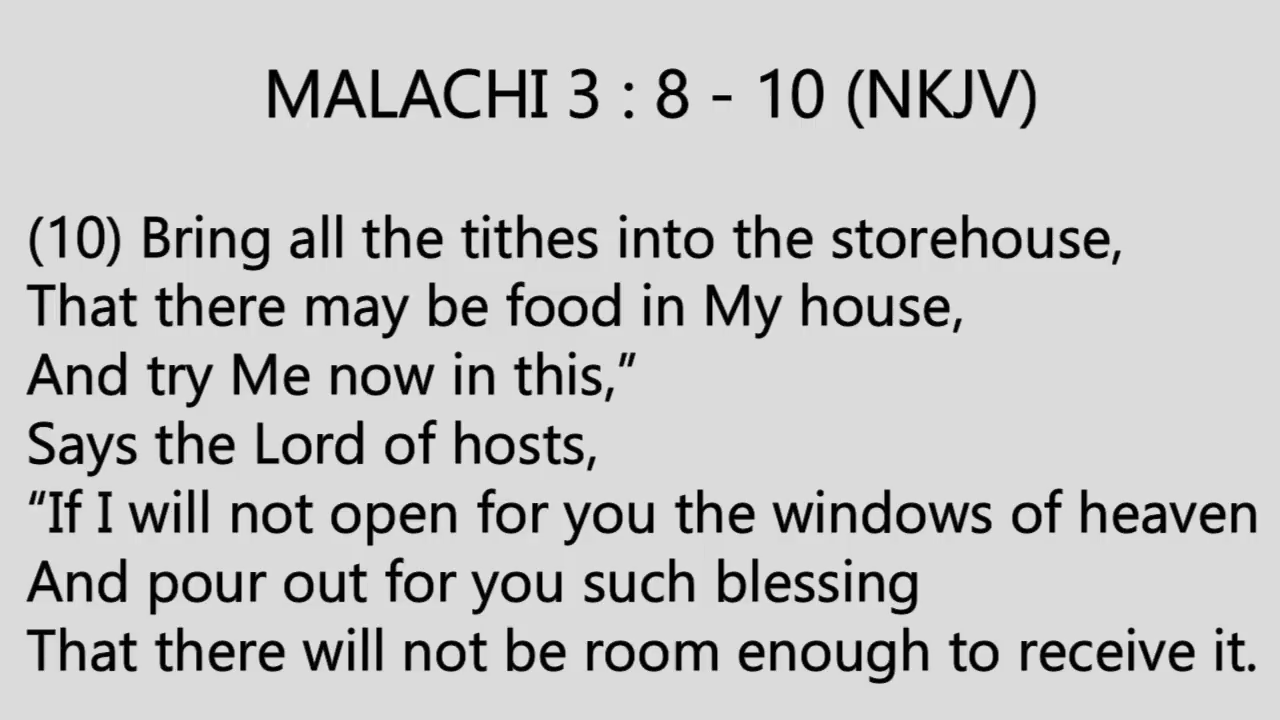 MALACHI 3 : 8 - 10 (NKJV)
(10) Bring all the tithes into the storehouse,
That there may be food in My house,
And try Me now in this,”
Says the Lord of hosts,
“If I will not open for you the windows of heaven
And pour out for you such blessing
That there will not be room enough to receive it.